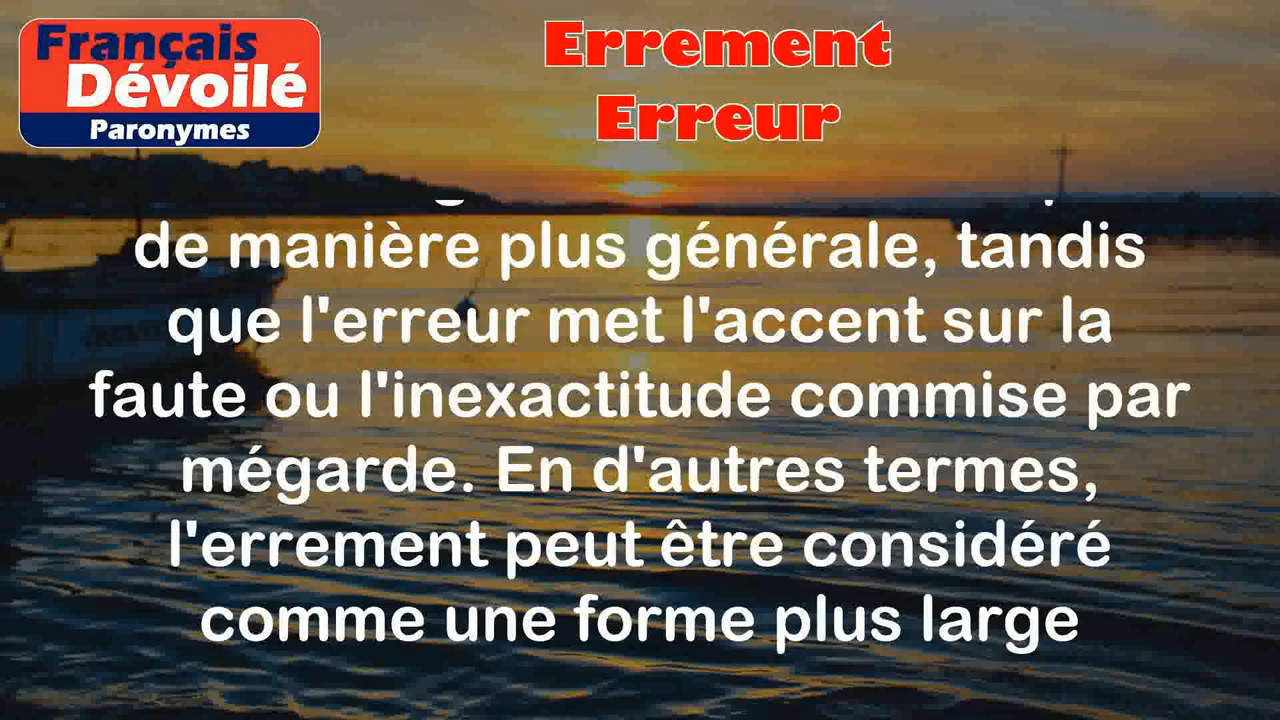 Français
Dévoilé
Paronymes
Errement
Erreur
de manière plus générale, tandis
que l'erreur met l'accent sur la
faute ou l'inexactitude commise par
mégarde. En d'autres termes,
l'errement peut être considéré
comme une forme plus large